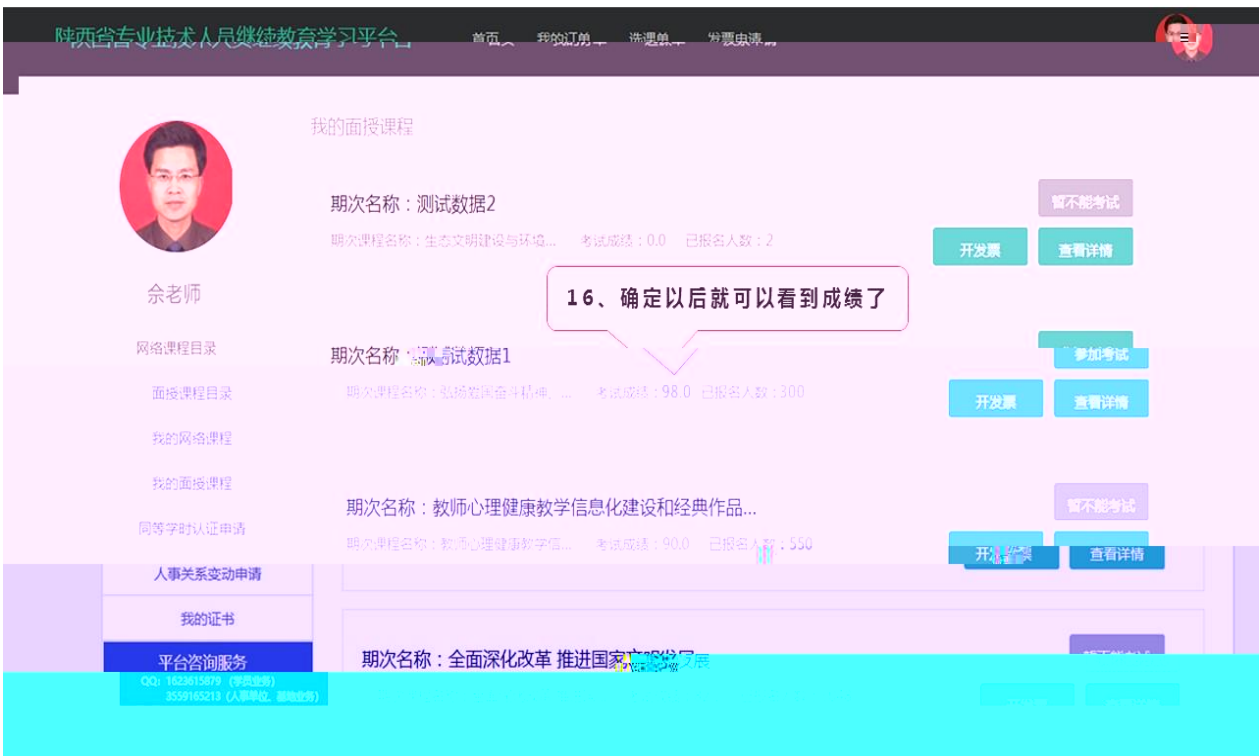 陕西省专业技术人员继续教育学习平台
首页 我的订单 选课单 发票申请
我的面授课程
期次名称：测试数据2
暂不能考试
期次课程名称：生态文明建设与环境... 考试成绩：0.0 已报名人数：2
开发票 查看详情
佘老师
16、确定以后就可以看到成绩了
网络课程目录
期次名称：测试数据1
参加考试
面授课程目录
期次课程名称：弘扬爱国奋斗精神、... 考试成绩：98.0 已报名人数：300
开发票 查看详情
我的网络课程
我的面授课程
期次名称：教师心理健康教学信息化建设和经典作品...
暂不能考试
同等学时认证申请
期次课程名称：教师心理健康教学信... 考试成绩：90.0 已报名人数：550
开发票 查看详情
人事关系变动申请
我的证书
平台咨询服务
期次名称：全面深化改革 推进国家
QQ：1623615879（学员业务）
3559165213（人事单位、基地业务）